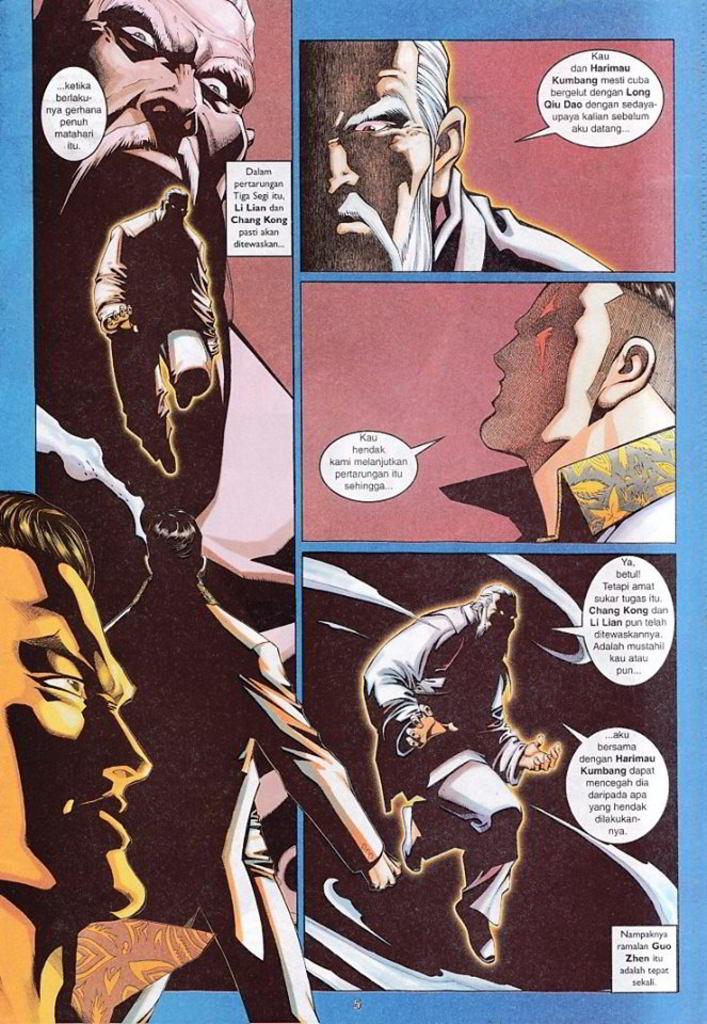 ...ketika
berlaku-
nya gerhana
penuh
matahari
itu.
Dalam
pertarungan
Tiga Segi itu,
Li Lian dan
Chang Kong
pasti akan
ditewaskan...
Kau
dan Harimau
Kumbang mesti cuba
bergelut dengan Long
Qiu Dao dengan sedaya-
upaya kalian sebelum
aku datang...
Kau
hendak
kami melanjutkan
pertarungan itu
sehingga...
Ya,
betul!
Tetapi amat
sukar tugas itu.
Chang Kong dan
Li Lian pun telah
ditewaskannya.
Adalah mustahil
kau atau
pun...
...aku
bersama
dengan Harimau
Kumbang dapat
mencegah dia
daripada apa
yang hendak
dilakukan-
nya.
Nampaknya
ramalan Guo
Zhen itu
adalah tepat
sekali.
5